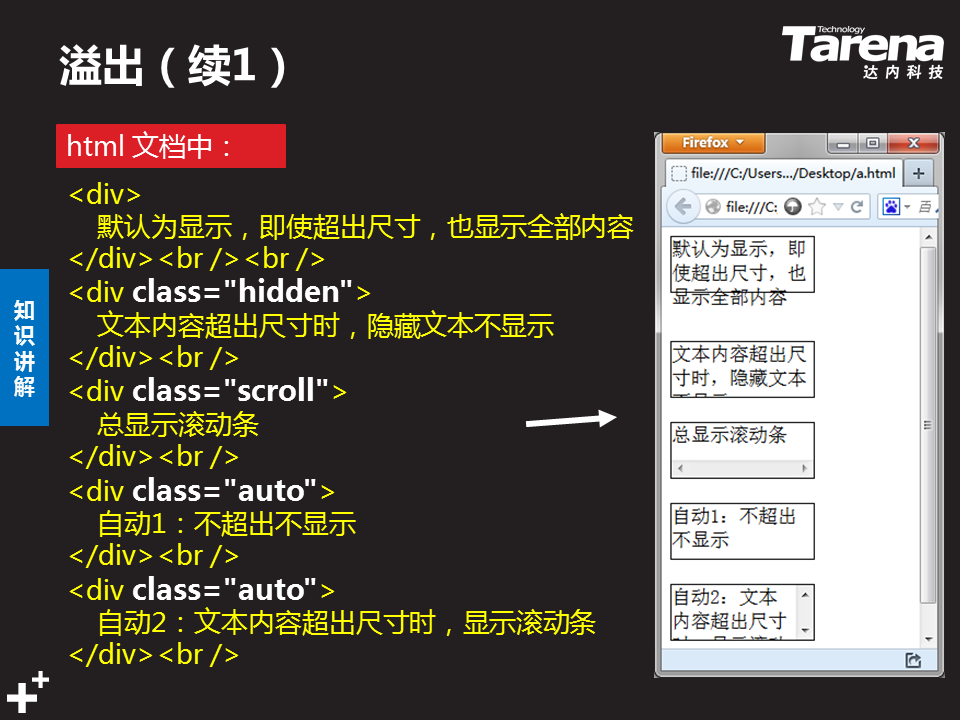 溢出（续1）
Technology
Tarena
达内科技
html 文档中：
<div>
默认为显示，即使超出尺寸，也显示全部内容
</div><br /><br />
<div class="hidden">
文本内容超出尺寸时，隐藏文本不显示
</div><br />
<div class="scroll">
总显示滚动条
</div><br />
<div class="auto">
自动1：不超出不显示
</div><br />
<div class="auto">
自动2：文本内容超出尺寸时，显示滚动条
</div><br />
知识讲解
Firefox
file:///C:/Users.../Desktop/a.html
file:///C:
百
默认为显示，即
使超出尺寸，也
显示全部内容
文本内容超出尺
寸时，隐藏文本
不显示
总显示滚动条
自动1：不超出
不显示
自动2：文本
内容超出尺寸
时，显示滚动